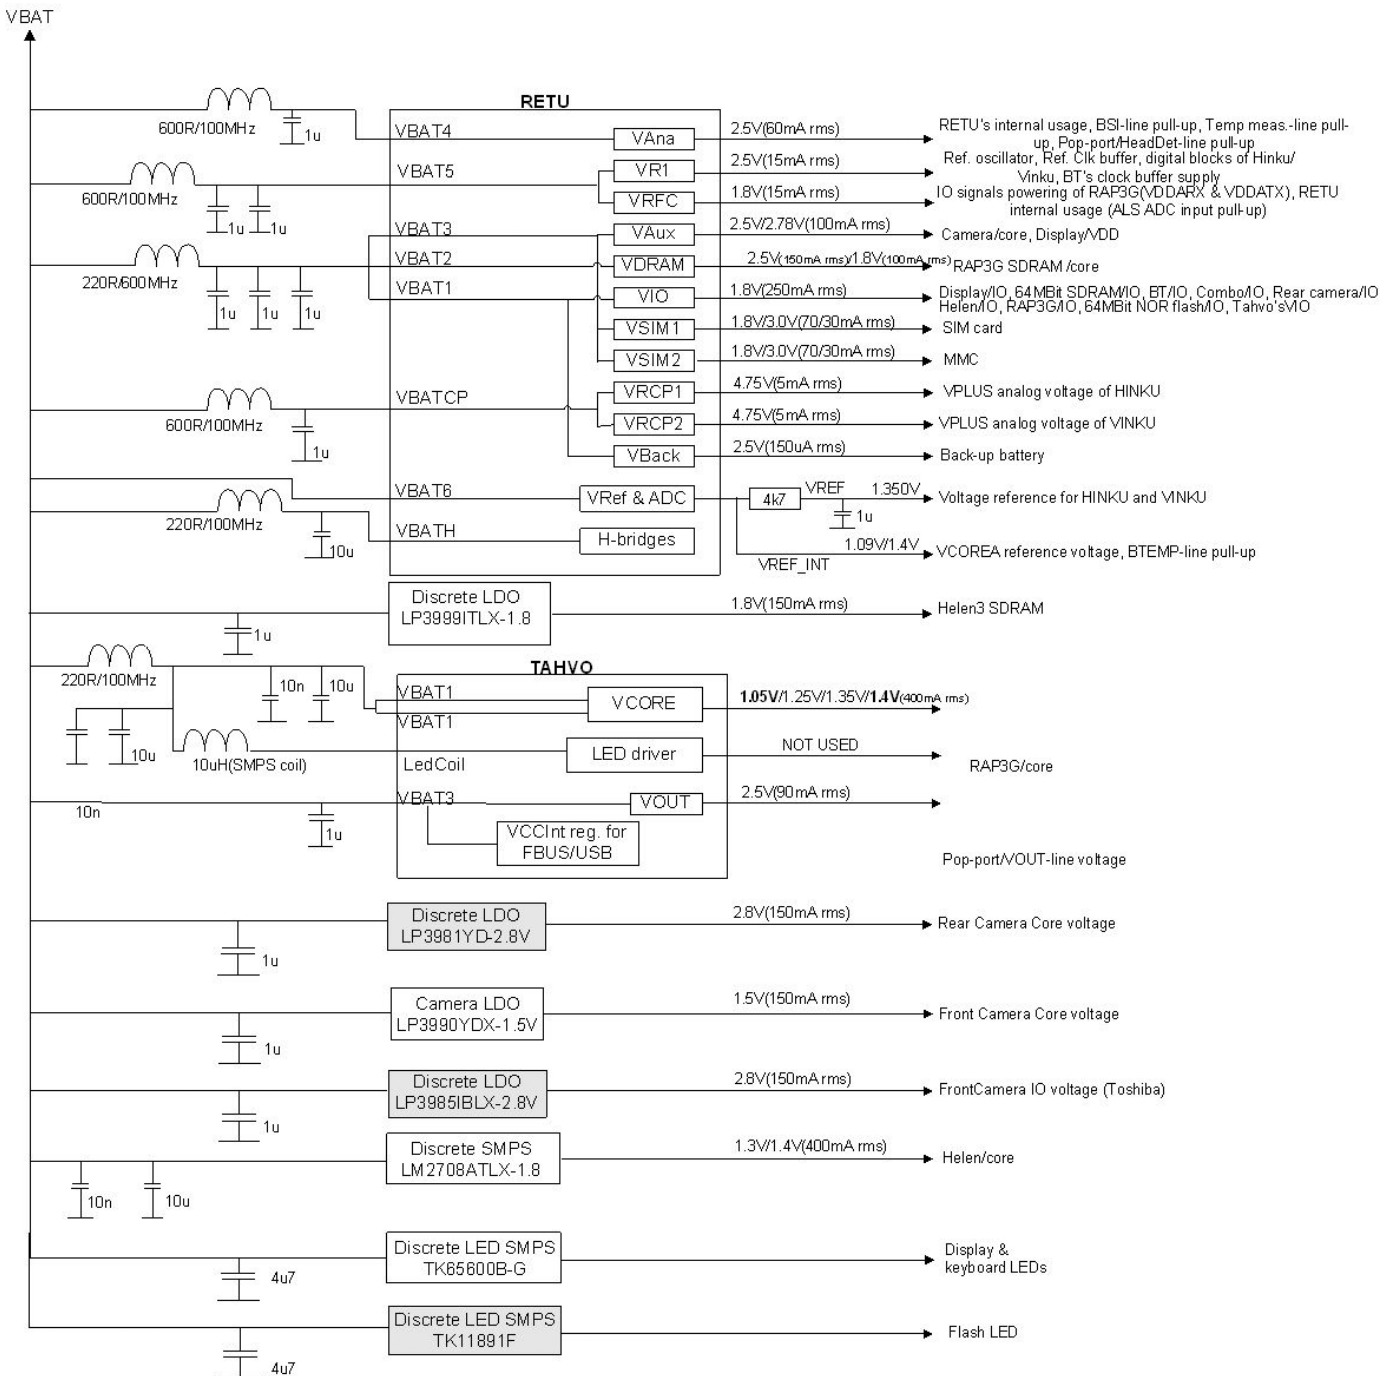 VBAT
RETU
600R/100MHz
1u
VBAT4
VAna
2.5V(60mA rms)
RETU's internal usage, BSI-line pull-up, Temp meas.-line pull-
up, Pop-port/HeadDet-line pull-up
600R/100MHz
1u
1u
VBAT5
VR1
2.5V(15mA rms)
Ref. oscillator, Ref. Clk buffer, digital blocks of Hinku/
Vinku, BT's clock buffer supply
VRFC
1.8V(15mA rms)
IO signals powering of RAP3G(VDDARX & VDDATX), RETU
internal usage (ALS ADC input pull-up)
VBAT3
VAux
2.5V/2.78V(100mA rms)
Camera/core, Display/VDD
220R/600MHz
1u
1u
1u
VBAT2
VDRAM
2.5V(150mA rms)/1.8V(100mA rms)
RAP3G SDRAM /core
VBAT1
VIO
1.8V(250mA rms)
Display/IO, 64MBit SDRAM/IO, BT/IO, Combo/IO, Rear camera/IO
Helen/IO, RAP3G/IO, 64MBit NOR flash/IO, Tahvo'sVIO
VSIM1
1.8V/3.0V(70/30mA rms)
SIM card
VSIM2
1.8V/3.0V(70/30mA rms)
MMC
600R/100MHz
1u
VBATCP
VRCP1
4.75V(5mA rms)
VPLUS analog voltage of HINKU
VRCP2
4.75V(5mA rms)
VPLUS analog voltage of VINKU
VBack
2.5V(150uA rms)
Back-up battery
VBAT6
VRef & ADC
4k7
VREF
1.350V
1u
Voltage reference for HINKU and VINKU
220R/100MHz
10u
VBATH
H-bridges
VREF_INT
1.09V/1.4V
VCOREA reference voltage, BTEMP-line pull-up
1u
Discrete LDO
LP3999ITLX-1.8
1.8V(150mA rms)
Helen3 SDRAM
TAHVO
220R/100MHz
10n
10u
VBAT1
VBAT1
VCORE
1.05V/1.25V/1.35V/1.4V(400mA rms)
10u
10uH(SMPS coil)
LedCoil
LED driver
NOT USED
RAP3G/core
10n
1u
VBAT3
VOUT
2.5V(90mA rms)
VCCInt reg. for
FBUS/USB
Pop-port/VOUT-line voltage
1u
Discrete LDO
LP3981YD-2.8V
2.8V(150mA rms)
Rear Camera Core voltage
1u
Camera LDO
LP3990YDX-1.5V
1.5V(150mA rms)
Front Camera Core voltage
1u
Discrete LDO
LP3985IBLX-2.8V
2.8V(150mA rms)
FrontCamera IO voltage (Toshiba)
10n
10u
Discrete SMPS
LM2708ATLX-1.8
1.3V/1.4V(400mA rms)
Helen/core
4u7
Discrete LED SMPS
TK65600B-G
Display &
keyboard LEDs
4u7
Discrete LED SMPS
TK11891F
Flash LED